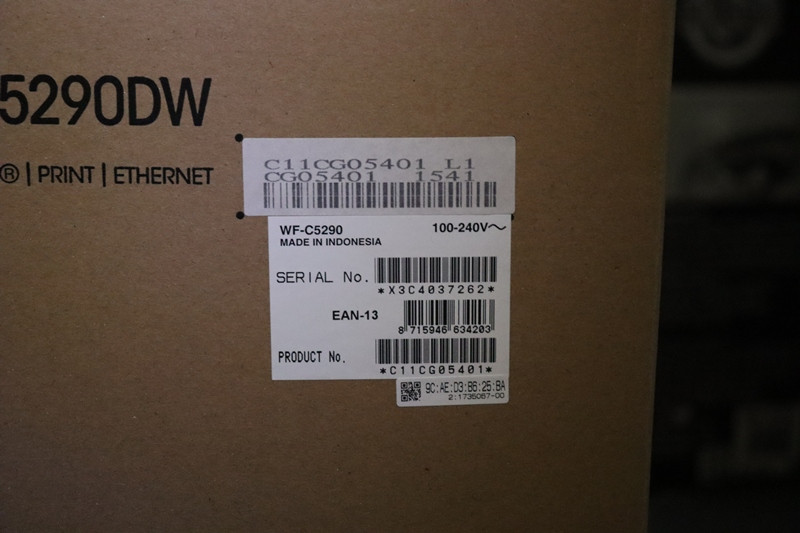 5290DW
® | PRINT | ETHERNET
C11CG05401 L1
CG05401 1541
WF-C5290 100-240V～
MADE IN INDONESIA
SERIAL No.
*X3C4037262*
EAN-13
8 715946 634203
PRODUCT No.
*C11CG05401*
9C:AE:D3:B6:25:BA
2:1735087-00